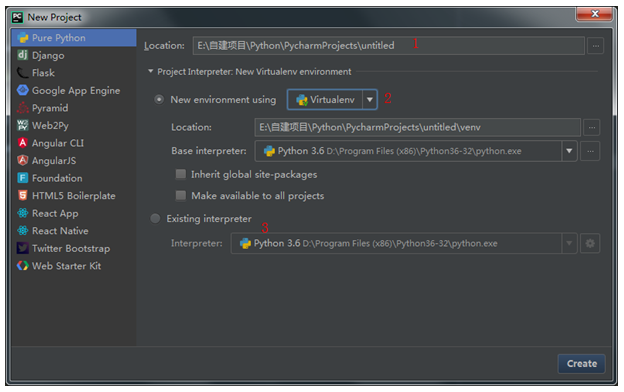 New Project
Pure Python
Django
Flask
Google App Engine
Pyramid
Web2Py
Angular CLI
AngularJS
Foundation
HTML5 Boilerplate
React App
React Native
Twitter Bootstrap
Web Starter Kit
Location: E:\自建项目\Python\PycharmProjects\untitled 1 ...
Project Interpreter: New Virtualenv environment
New environment using Virtualenv 2
Location: E:\自建项目\Python\PycharmProjects\untitled\venv ...
Base interpreter: Python 3.6 D:\Program Files (x86)\Python36-32\python.exe ...
Inherit global site-packages
Make available to all projects
Existing interpreter
3
Interpreter: Python 3.6 D:\Program Files (x86)\Python36-32\python.exe
Create